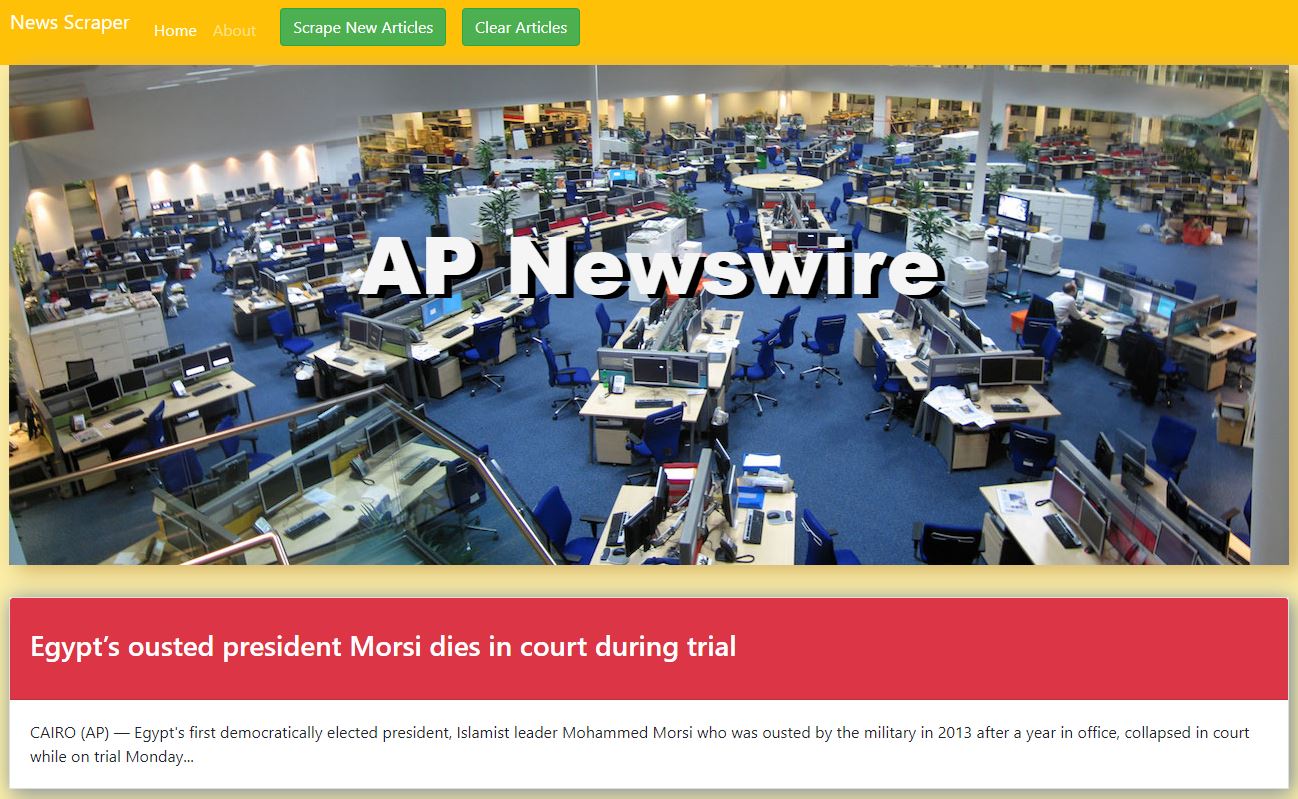 News Scraper Home About Scrape New Articles Clear Articles
AP Newswire
Egypt’s ousted president Morsi dies in court during trial
CAIRO (AP) — Egypt's first democratically elected president, Islamist leader Mohammed Morsi who was ousted by the military in 2013 after a year in office, collapsed in court
while on trial Monday...